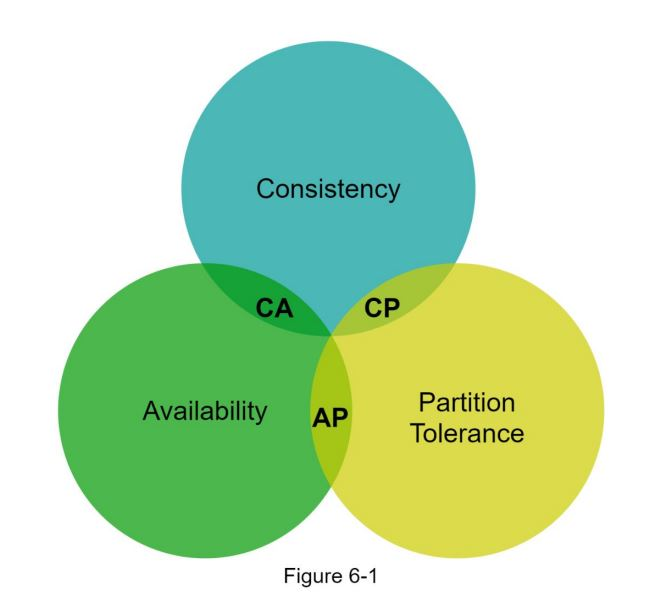 Consistency
CA
CP
Availability
AP
Partition
Tolerance
Figure 6-1